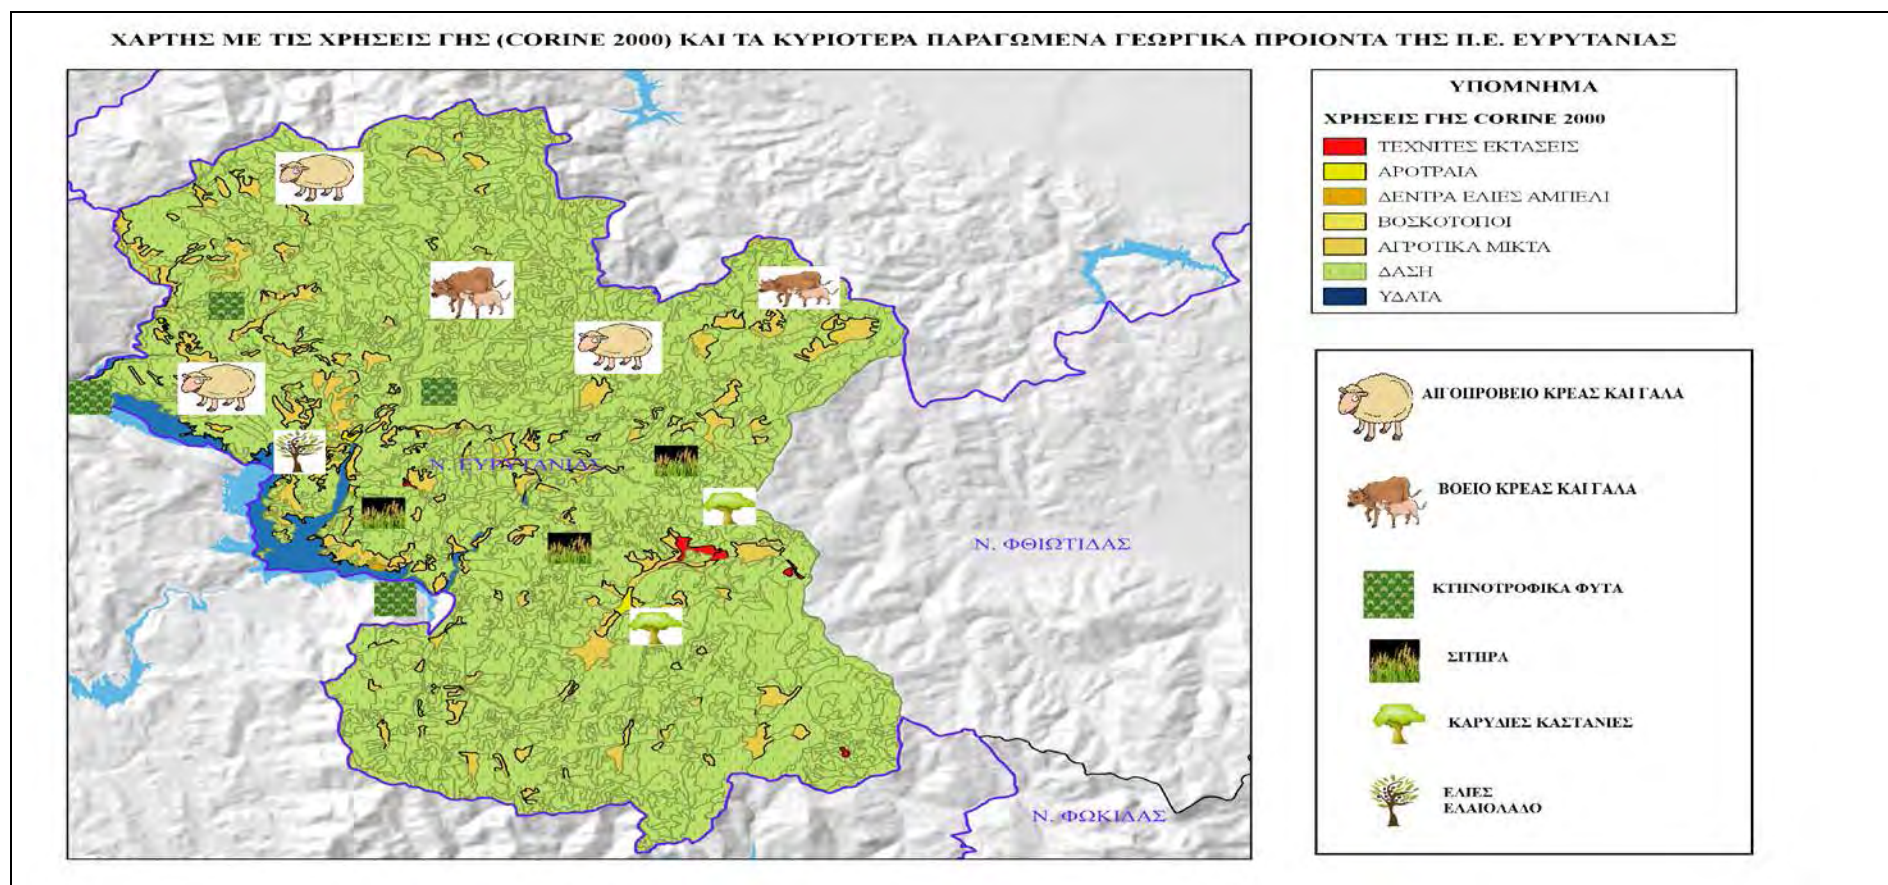 ΧΑΡΤΗΣ ΜΕ ΤΙΣ ΧΡΗΣΕΙΣ ΓΗΣ (CORINE 2000) ΚΑΙ ΤΑ ΚΥΡΙΟΤΕΡΑ ΠΑΡΑΓΩΜΕΝΑ ΓΕΩΡΓΙΚΑ ΠΡΟΙΟΝΤΑ ΤΗΣ Π.Ε. ΕΥΡΥΤΑΝΙΑΣ
Ν. ΕΥΡΥΤΑΝΙΑΣ
Ν. ΦΘΙΩΤΙΔΑΣ
Ν. ΦΩΚΙΔΑΣ
ΥΠΟΜΝΗΜΑ
ΧΡΗΣΕΙΣ ΓΗΣ CORINE 2000
ΤΕΧΝΙΤΕΣ ΕΚΤΑΣΕΙΣ
ΑΡΟΤΡΑΙΑ
ΔΕΝΤΡΑ ΕΛΙΕΣ ΑΜΠΕΛΙ
ΒΟΣΚΟΤΟΠΟΙ
ΑΓΡΟΤΙΚΑ ΜΙΚΤΑ
ΔΑΣΗ
ΥΔΑΤΑ
ΑΙΓΟΠΡΟΒΕΙΟ ΚΡΕΑΣ ΚΑΙ ΓΑΛΑ
ΒΟΕΙΟ ΚΡΕΑΣ ΚΑΙ ΓΑΛΑ
ΚΤΗΝΟΤΡΟΦΙΚΑ ΦΥΤΑ
ΣΙΤΗΡΑ
ΚΑΡΥΔΙΕΣ ΚΑΣΤΑΝΙΕΣ
ΕΛΙΕΣ
ΕΛΑΙΟΛΑΔΟ